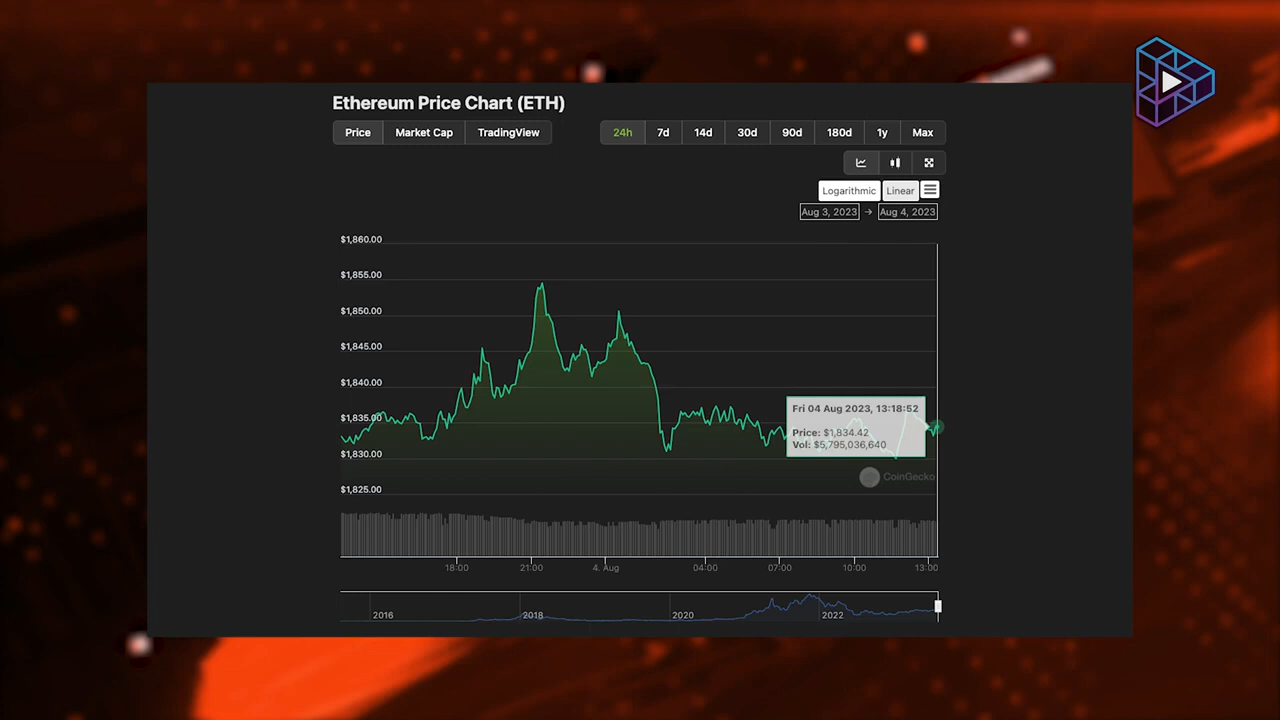 Ethereum Price Chart (ETH)
Price Market Cap TradingView 24h 7d 14d 30d 90d 180d 1y Max
Logarithmic Linear
Aug 3, 2023 → Aug 4, 2023
$1,860.00
$1,855.00
$1,850.00
$1,845.00
$1,840.00
$1,835.00
$1,830.00
$1,825.00
Fri 04 Aug 2023, 13:18:52
Price: $1,834.42
Vol: $5,795,036,640
CoinGecko
18:00 21:00 4. Aug 04:00 07:00 10:00 13:00
2016 2018 2020 2022